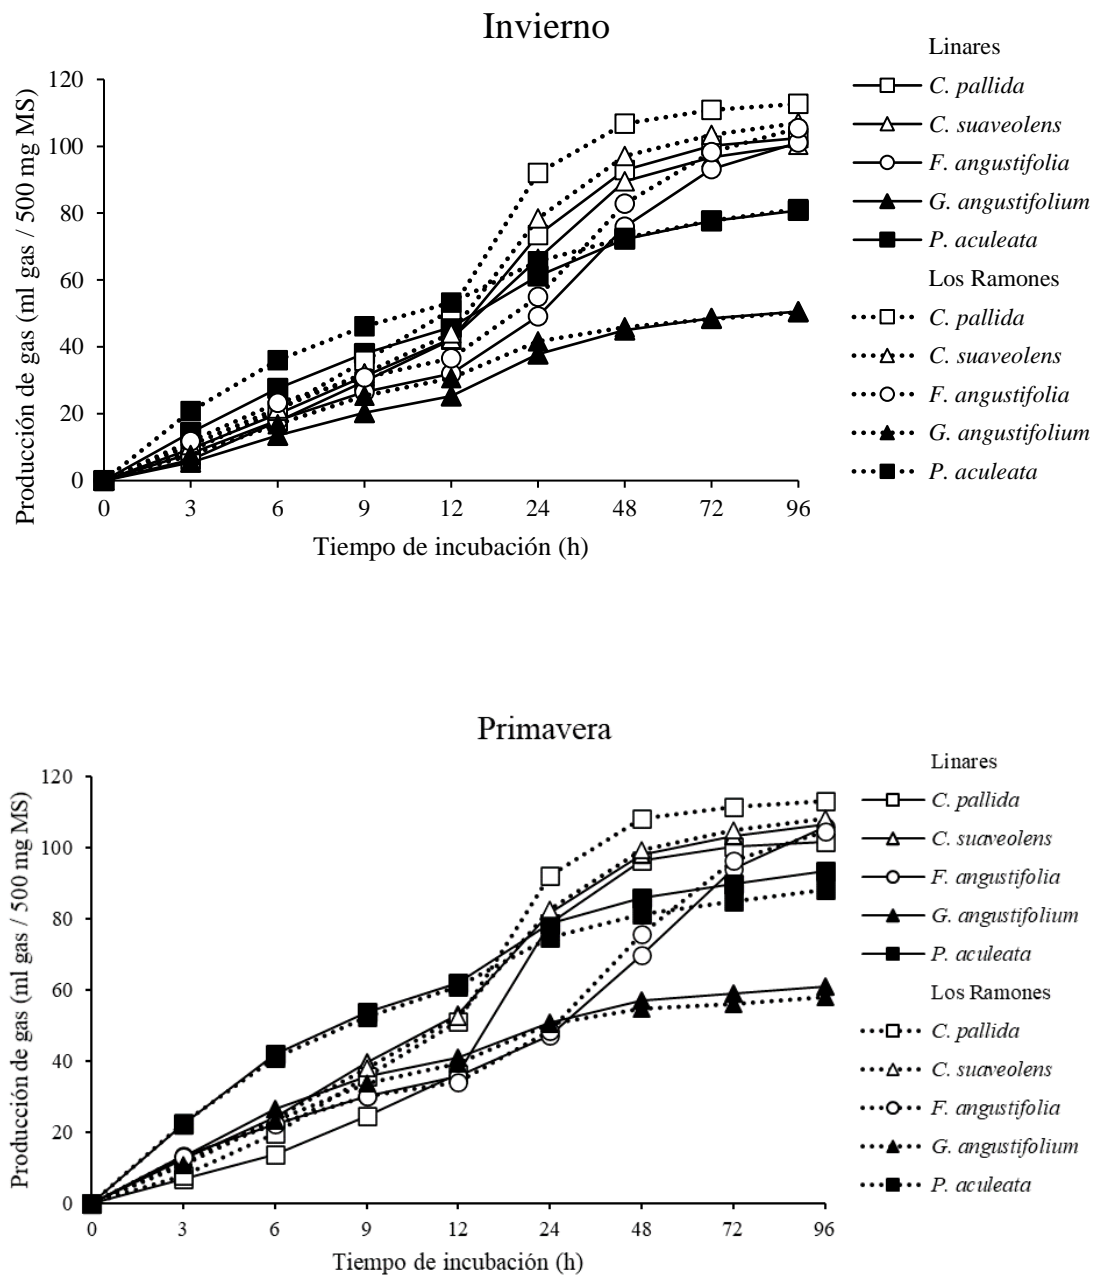 Invierno
Producción de gas (ml gas / 500 mg MS)
120
100
80
60
40
20
0
0 3 6 9 12 24 48 72 96
Tiempo de incubación (h)
Linares
C. pallida
C. suaveolens
F. angustifolia
G. angustifolium
P. aculeata
Los Ramones
C. pallida
C. suaveolens
F. angustifolia
G. angustifolium
P. aculeata
Primavera
Producción de gas (ml gas / 500 mg MS)
120
100
80
60
40
20
0
0 3 6 9 12 24 48 72 96
Tiempo de incubación (h)
Linares
C. pallida
C. suaveolens
F. angustifolia
G. angustifolium
P. aculeata
Los Ramones
C. pallida
C. suaveolens
F. angustifolia
G. angustifolium
P. aculeata